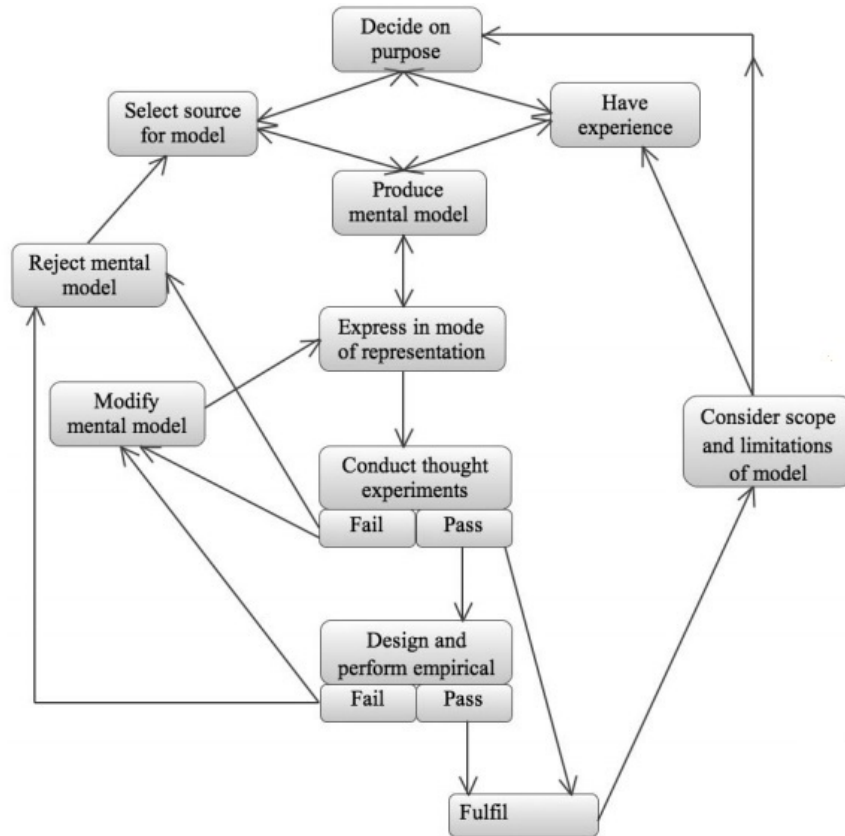 Decide on
purpose
Select source
for model
Have
experience
Produce
mental model
Reject mental
model
Express in mode
of representation
Modify
mental model
Consider scope
and limitations
of model
Conduct thought
experiments
Fail
Pass
Design and
perform empirical
Fail
Pass
Fulfil